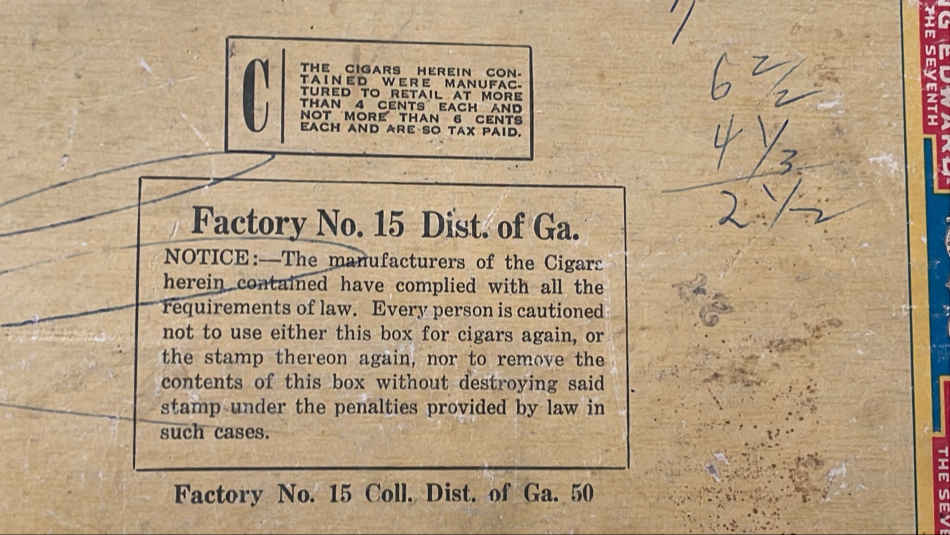 C
THE CIGARS HEREIN CON-
TAINED WERE MANUFAC-
TURED TO RETAIL AT MORE
THAN 4 CENTS EACH AND
NOT MORE THAN 6 CENTS
EACH AND ARE SO TAX PAID.
Factory No. 15 Dist. of Ga.
NOTICE:—The manufacturers of the Cigars
herein contained have complied with all the
requirements of law. Every person is cautioned
not to use either this box for cigars again, or
the stamp thereon again, nor to remove the
contents of this box without destroying said
stamp under the penalties provided by law in
such cases.
Factory No. 15 Coll. Dist. of Ga. 50
6 2/2
4 1/3
2 1/2
NG EDWARD
THE SEVENTH
THE SEVE